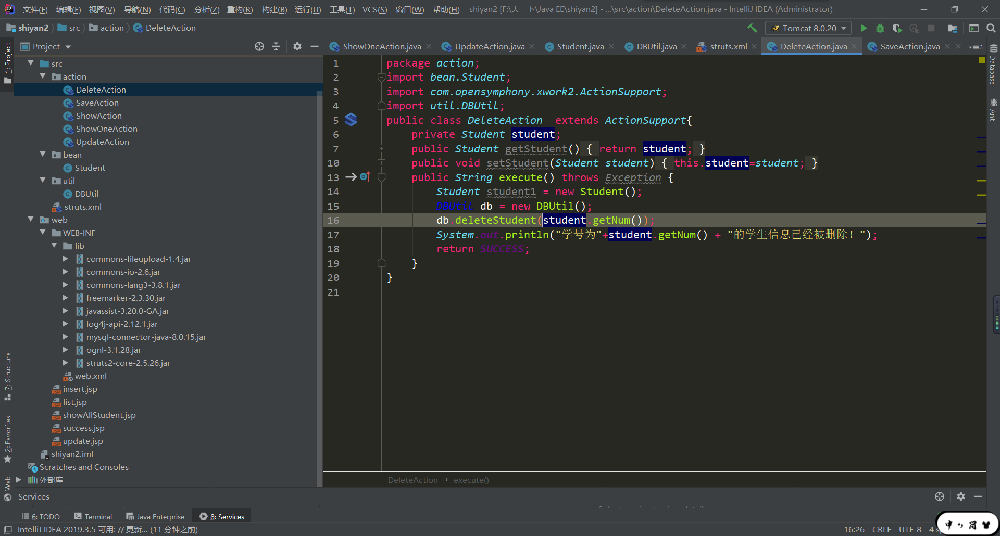 文件(F) 编辑(E) 视图(V) 导航(N) 代码(C) 分析(Z) 重构(R) 构建(B) 运行(U) 工具(T) VCS(S) 窗口(W) 帮助(H) shiyan2 [F:\大三下\Java EE\shiyan2] - ...\src\action\DeleteAction.java - IntelliJ IDEA (Administrator)
shiyan2 src action DeleteAction Tomcat 8.0.20
Project
ShowOneAction.java UpdateAction.java Student.java DBUtil.java struts.xml DeleteAction.java SaveAction.java 3
1: Project
7: Structure
2: Favorites
Web
src
action
DeleteAction
SaveAction
ShowAction
ShowOneAction
UpdateAction
bean
Student
util
DBUtil
struts.xml
web
WEB-INF
lib
commons-fileupload-1.4.jar
commons-io-2.6.jar
commons-lang3-3.8.1.jar
freemarker-2.3.30.jar
javassist-3.20.0-GA.jar
log4j-api-2.12.1.jar
mysql-connector-java-8.0.15.jar
ognl-3.1.28.jar
struts2-core-2.5.26.jar
web.xml
insert.jsp
list.jsp
showAllStudent.jsp
success.jsp
update.jsp
shiyan2.iml
Scratches and Consoles
外部库
1 package action;
2 import bean.Student;
3 import com.opensymphony.xwork2.ActionSupport;
4 import util.DBUtil;
5 public class DeleteAction  extends ActionSupport{
6 private Student student;
7 public Student getStudent() { return student; }
10 public void setStudent(Student student) { this.student=student; }
13 public String execute() throws Exception {
14 Student student1 = new Student();
15 DBUtil db = new DBUtil();
16 db.deleteStudent(student.getNum());
17 System.out.println("学号为"+student.getNum() + "的学生信息已经被删除！");
18 return SUCCESS;
19 }
20 }
21
DeleteAction › execute()
Database
Ant
Services
6: TODO Terminal Java Enterprise 8: Services
IntelliJ IDEA 2019.3.5 可用: // 更新... (11 分钟之前) 16:26 CRLF UTF-8 4
中 简